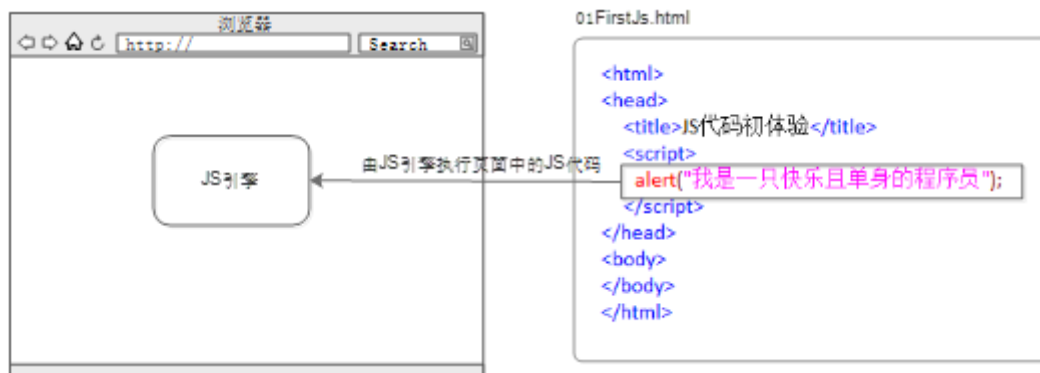 浏览器
http://
Search
JS引擎
由JS引擎执行页面中的JS代码
01FirstJs.html
<html>
<head>
<title>JS代码初体验</title>
<script>
alert("我是一只快乐且单身的程序员");
</script>
</head>
<body>
</body>
</html>